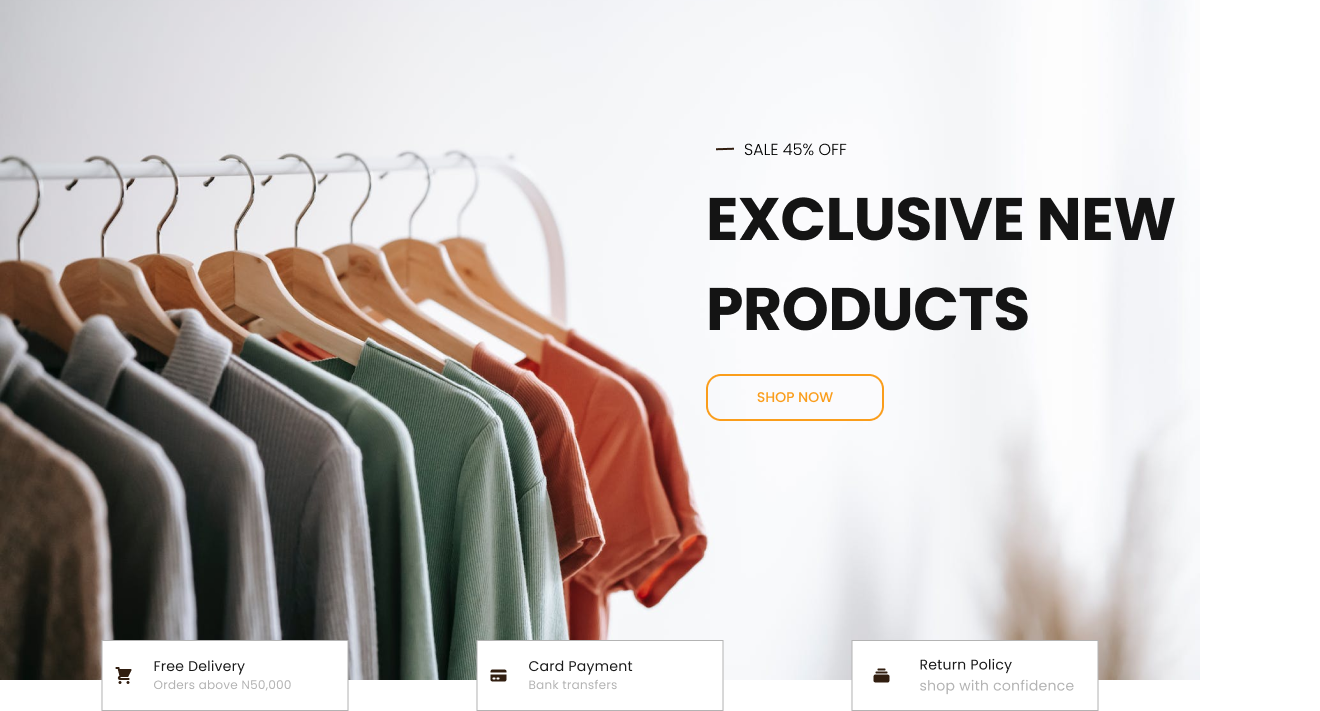 SALE 45% OFF
EXCLUSIVE NEW
PRODUCTS
SHOP NOW
Free Delivery
Orders above N50,000
Card Payment
Bank transfers
Return Policy
shop with confidence